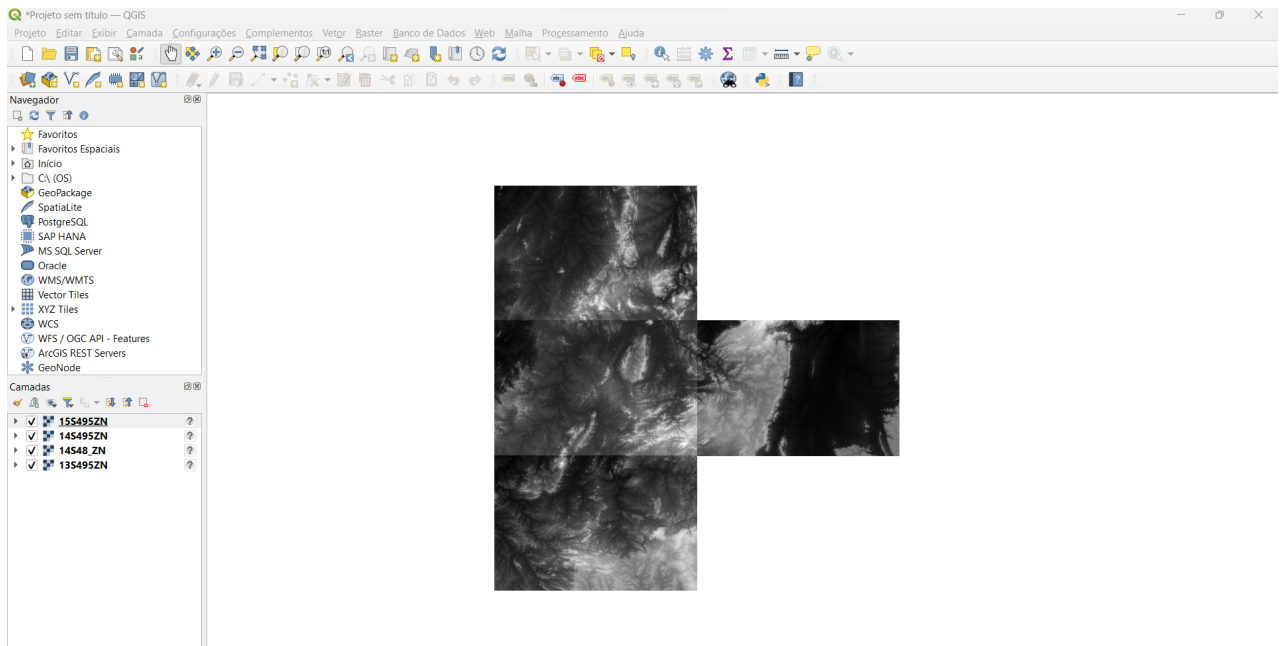 *Projeto sem título — QGIS
Projeto Editar Exibir Camada Configurações Complementos Vetor Raster Banco de Dados Web Malha Processamento Ajuda
Navegador
Favoritos
Favoritos Espaciais
Início
C:\ (OS)
GeoPackage
SpatiaLite
PostgreSQL
SAP HANA
MS SQL Server
Oracle
WMS/WMTS
Vector Tiles
XYZ Tiles
WCS
WFS / OGC API - Features
ArcGIS REST Servers
GeoNode
Camadas
15S495ZN
14S495ZN
14S48_ZN
13S495ZN